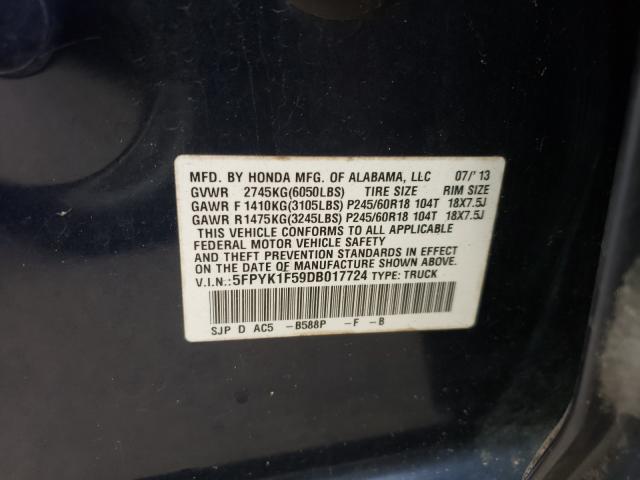 MFD. BY HONDA MFG. OF ALABAMA, LLC 07/'13
GVWR 2745KG(6050LBS) TIRE SIZE RIM SIZE
GAWR F 1410KG(3105LBS) P245/60R18 104T 18X7.5J
GAWR R 1475KG(3245LBS) P245/60R18 104T 18X7.5J
THIS VEHICLE CONFORMS TO ALL APPLICABLE
FEDERAL MOTOR VEHICLE SAFETY
AND THEFT PREVENTION STANDARDS IN EFFECT
ON THE DATE OF MANUFACTURE SHOWN ABOVE.
V.I.N.:5FPYK1F59DB017724 TYPE: TRUCK
SJP D AC5 -B588P -F -B